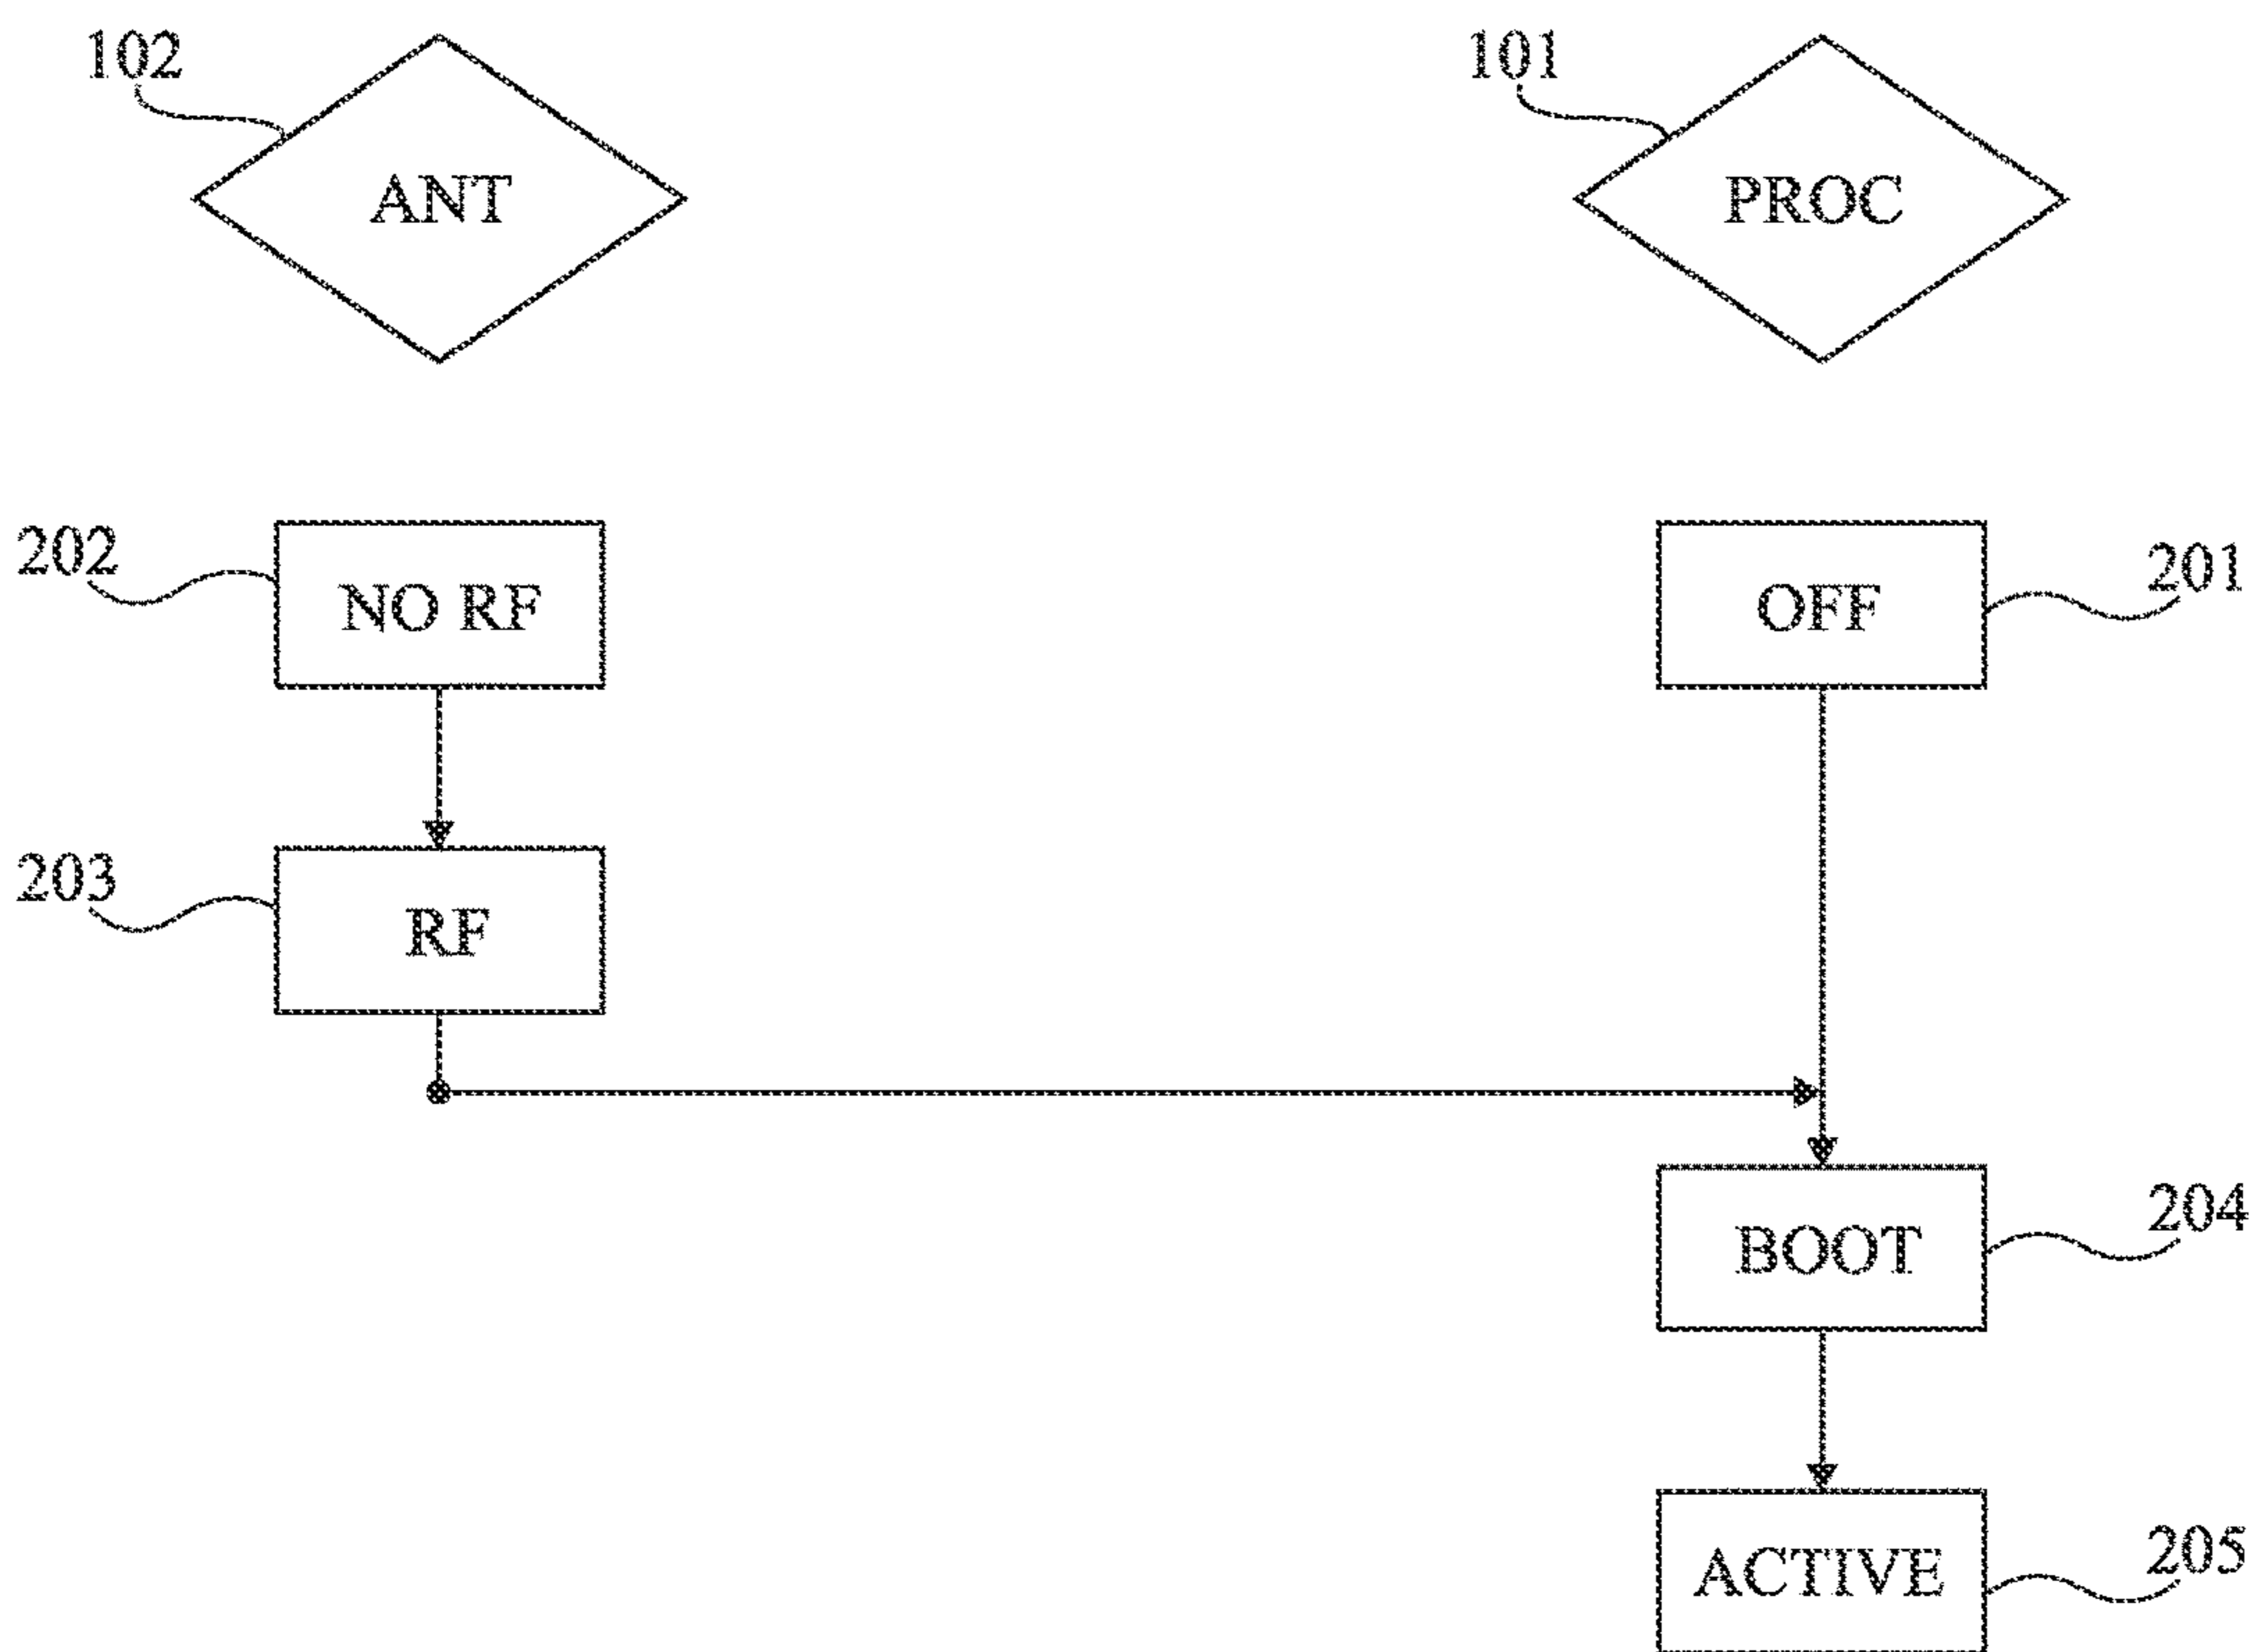 102
101
ANT
PROC
202
NO RF
OFF
201
203
RF
BOOT
204
ACTIVE
205